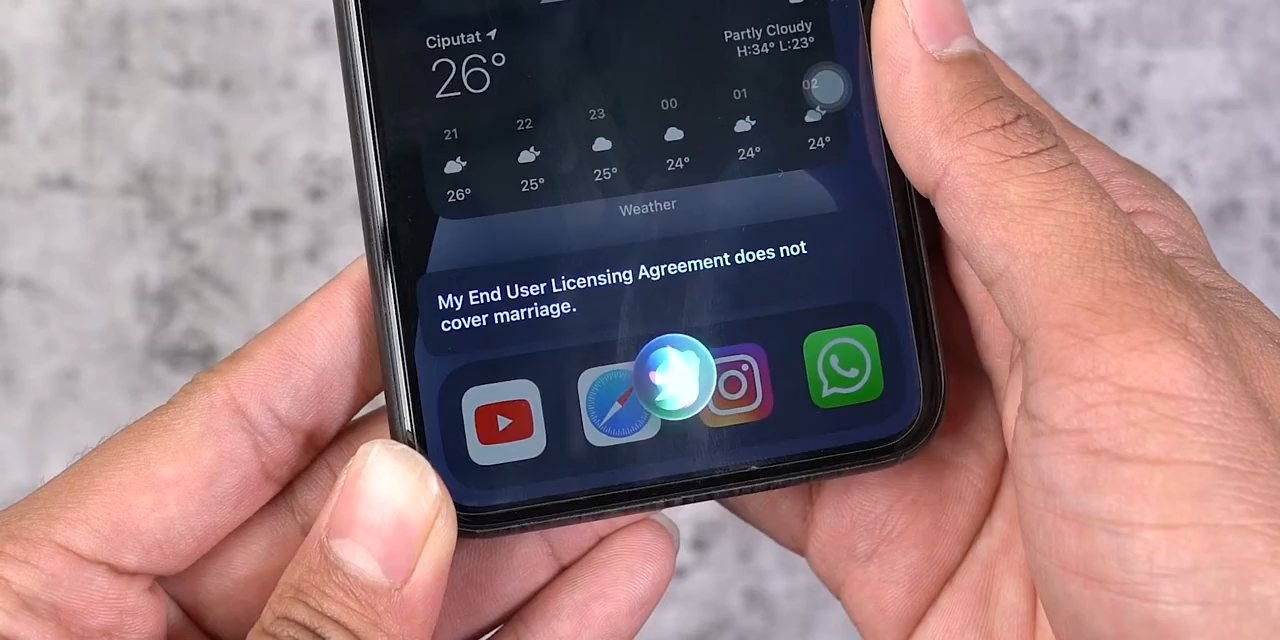 Ciputat
26°
Partly Cloudy
H:34° L:23°
21 22 23 00 01 02
26° 25° 25° 24° 24° 24°
Weather
My End User Licensing Agreement does not
cover marriage.